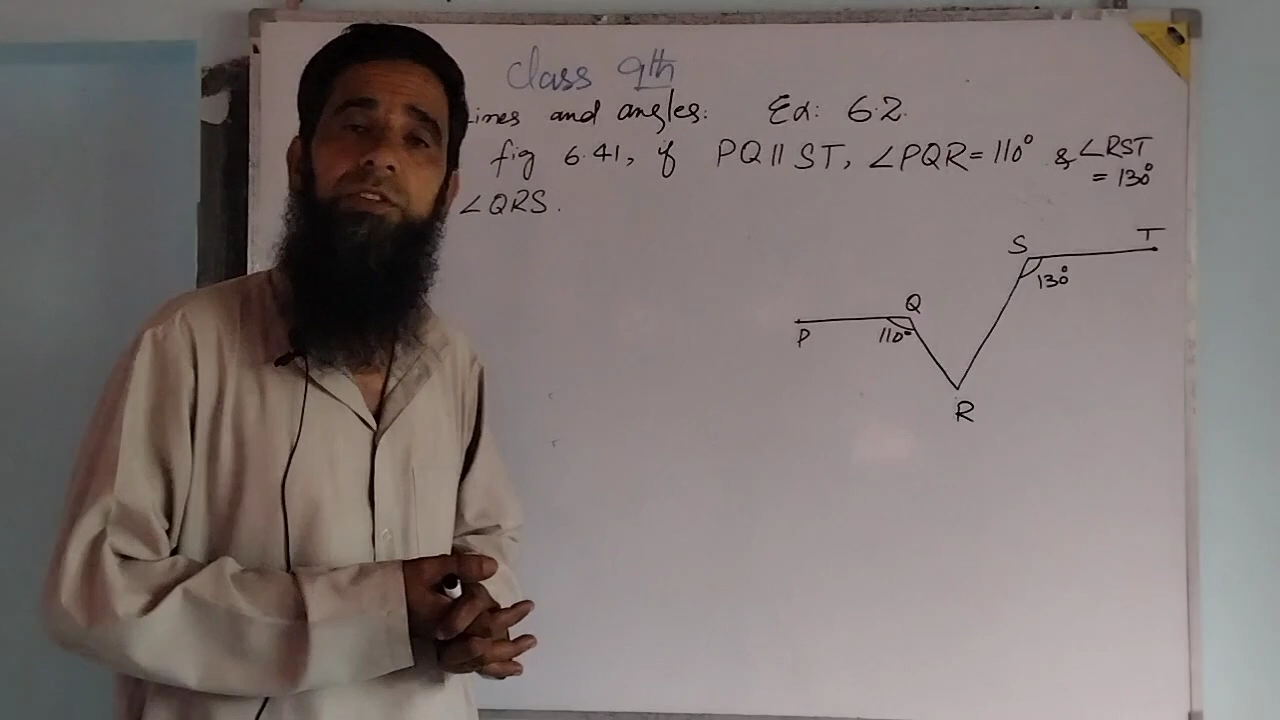 Class 9th
Lines and angles. Ex: 6.2.
fig 6.41, if PQ || ST, ∠PQR = 110° & ∠RST
= 130°
∠QRS.
S T
130°
Q
P 110°
R